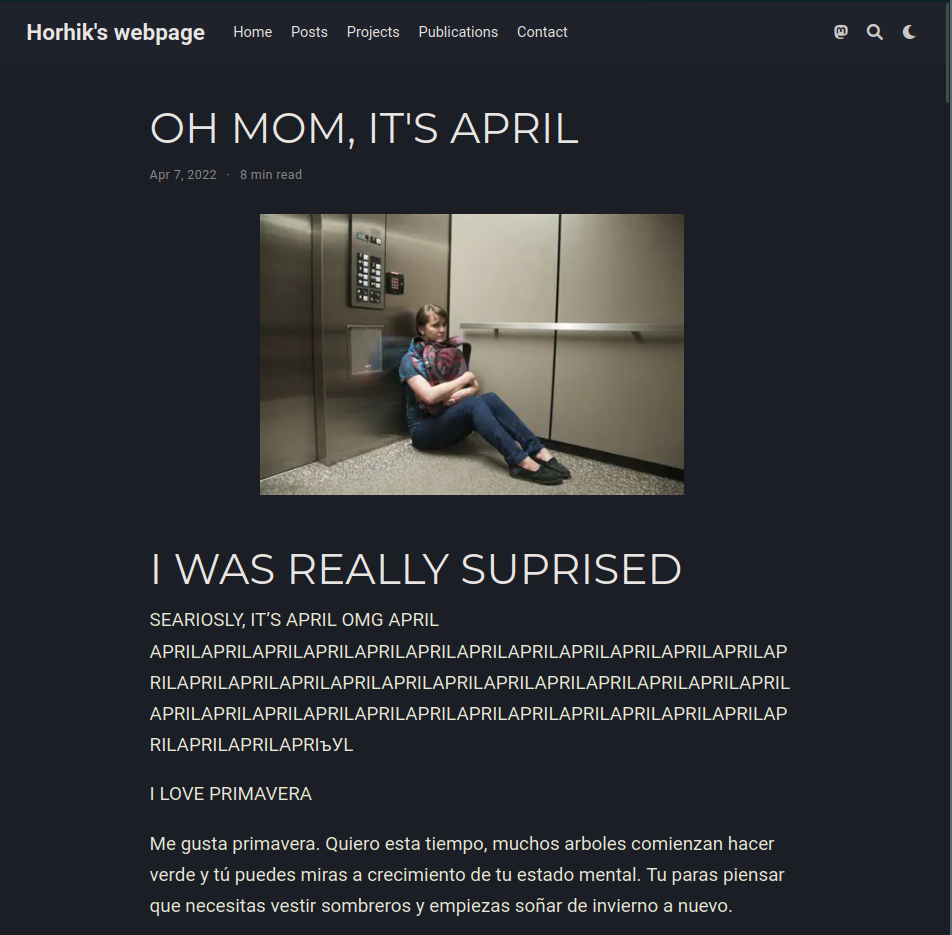 Horhik's webpage Home Posts Projects Publications Contact
OH MOM, IT'S APRIL
Apr 7, 2022 · 8 min read
I WAS REALLY SUPRISED
SEARIOSLY, IT’S APRIL OMG APRIL
APRILAPRILAPRILAPRILAPRILAPRILAPRILAPRILAPRILAPRILAPRILAPRILAP
RILAPRILAPRILAPRILAPRILAPRILAPRILAPRILAPRILAPRILAPRILAPRILAPRIL
APRILAPRILAPRILAPRILAPRILAPRILAPRILAPRILAPRILAPRILAPRILAPRILAP
RILAPRILAPRILAPRIъУL
I LOVE PRIMAVERA
Me gusta primavera. Quiero esta tiempo, muchos arboles comienzan hacer
verde y tú puedes miras a crecimiento de tu estado mental. Tu paras piensar
que necesitas vestir sombreros y empiezas soñar de invierno a nuevo.